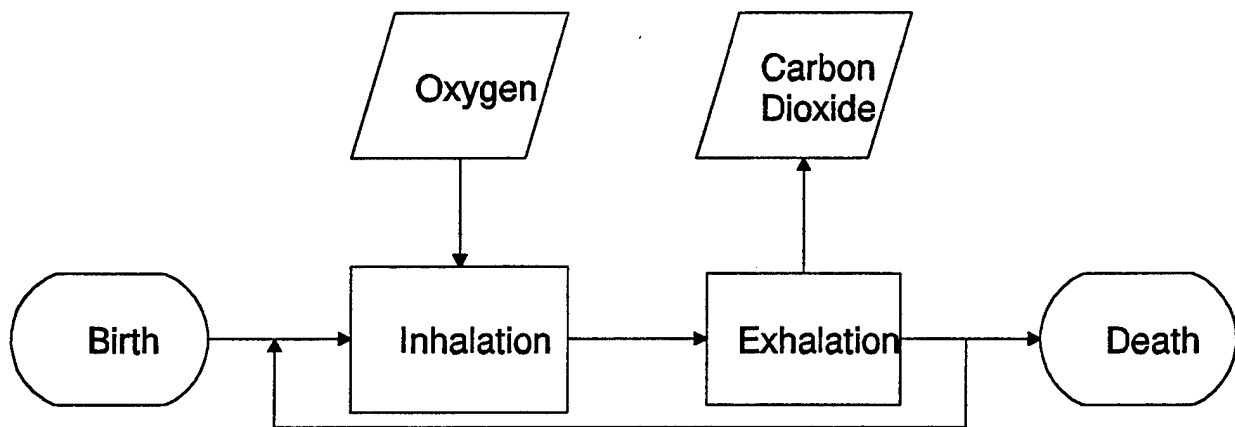 Oxygen
Carbon
Dioxide
Birth
Inhalation
Exhalation
Death